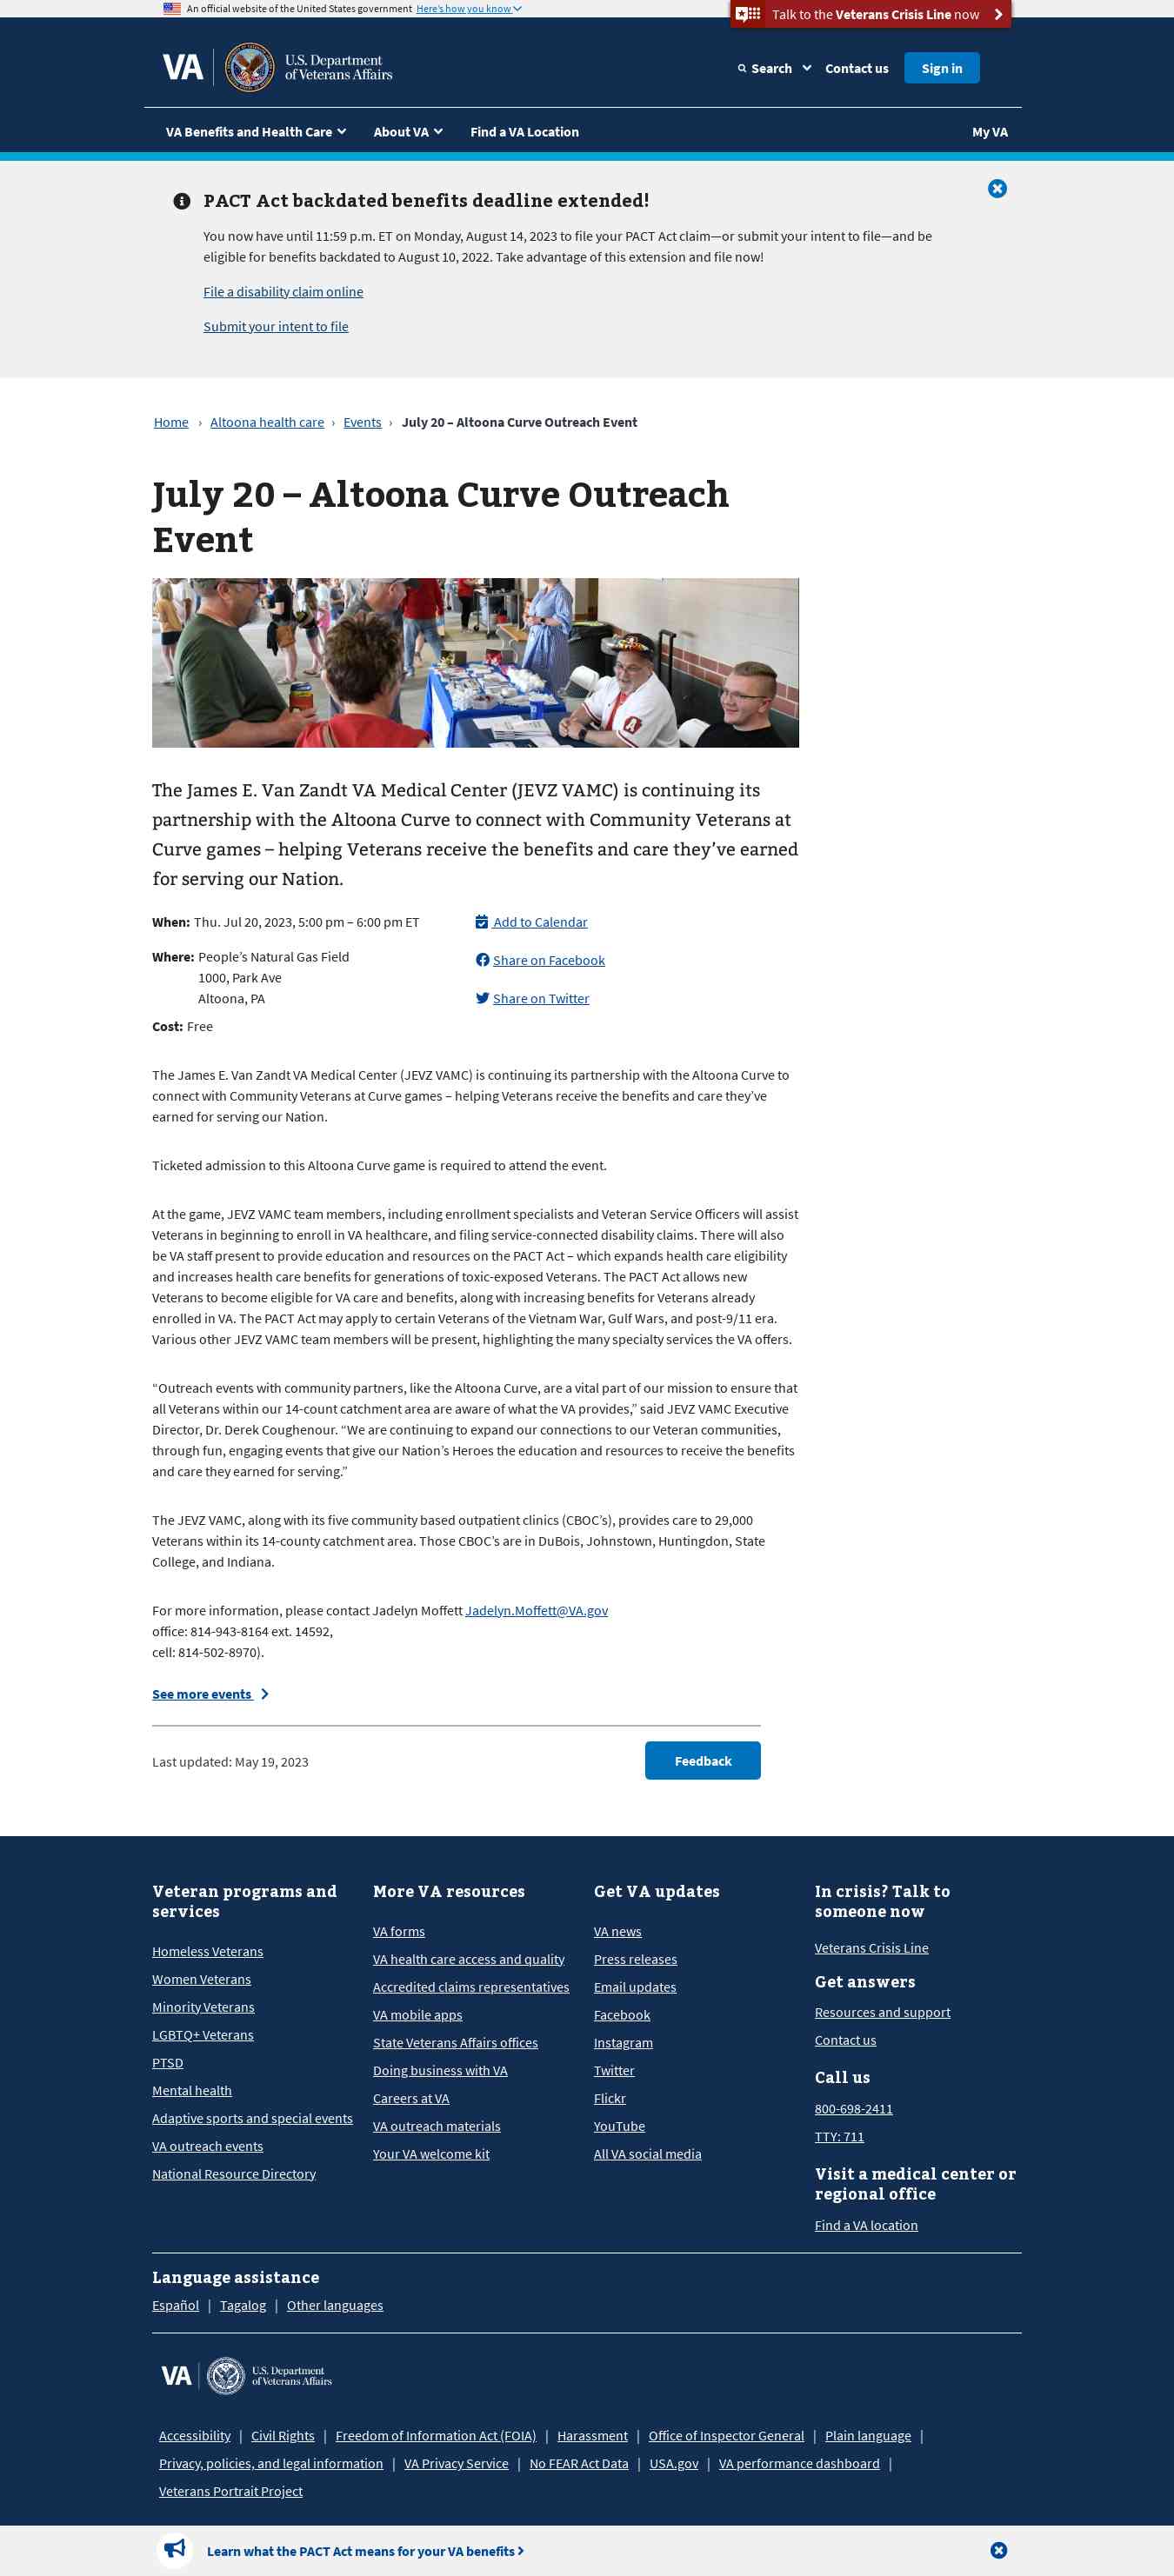 An official website of the United States government Here's how you know
Talk to the Veterans Crisis Line now
VA
U.S. Department
of Veterans Affairs
Search
Contact us
Sign in
VA Benefits and Health Care
About VA
Find a VA Location
My VA
PACT Act backdated benefits deadline extended!
You now have until 11:59 p.m. ET on Monday, August 14, 2023 to file your PACT Act claim—or submit your intent to file—and be
eligible for benefits backdated to August 10, 2022. Take advantage of this extension and file now!
File a disability claim online
Submit your intent to file
Home › Altoona health care › Events › July 20 – Altoona Curve Outreach Event
July 20 – Altoona Curve Outreach
Event
The James E. Van Zandt VA Medical Center (JEVZ VAMC) is continuing its
partnership with the Altoona Curve to connect with Community Veterans at
Curve games – helping Veterans receive the benefits and care they've earned
for serving our Nation.
When: Thu. Jul 20, 2023, 5:00 pm – 6:00 pm ET
Where: People's Natural Gas Field
1000, Park Ave
Altoona, PA
Cost: Free
Add to Calendar
Share on Facebook
Share on Twitter
The James E. Van Zandt VA Medical Center (JEVZ VAMC) is continuing its partnership with the Altoona Curve to
connect with Community Veterans at Curve games – helping Veterans receive the benefits and care they've
earned for serving our Nation.
Ticketed admission to this Altoona Curve game is required to attend the event.
At the game, JEVZ VAMC team members, including enrollment specialists and Veteran Service Officers will assist
Veterans in beginning to enroll in VA healthcare, and filing service-connected disability claims. There will also
be VA staff present to provide education and resources on the PACT Act – which expands health care eligibility
and increases health care benefits for generations of toxic-exposed Veterans. The PACT Act allows new
Veterans to become eligible for VA care and benefits, along with increasing benefits for Veterans already
enrolled in VA. The PACT Act may apply to certain Veterans of the Vietnam War, Gulf Wars, and post-9/11 era.
Various other JEVZ VAMC team members will be present, highlighting the many specialty services the VA offers.
“Outreach events with community partners, like the Altoona Curve, are a vital part of our mission to ensure that
all Veterans within our 14-count catchment area are aware of what the VA provides,” said JEVZ VAMC Executive
Director, Dr. Derek Coughenour. “We are continuing to expand our connections to our Veteran communities,
through fun, engaging events that give our Nation's Heroes the education and resources to receive the benefits
and care they earned for serving.”
The JEVZ VAMC, along with its five community based outpatient clinics (CBOC's), provides care to 29,000
Veterans within its 14-county catchment area. Those CBOC's are in DuBois, Johnstown, Huntingdon, State
College, and Indiana.
For more information, please contact Jadelyn Moffett Jadelyn.Moffett@VA.gov
office: 814-943-8164 ext. 14592,
cell: 814-502-8970).
See more events
Last updated: May 19, 2023
Feedback
Veteran programs and
services
Homeless Veterans
Women Veterans
Minority Veterans
LGBTQ+ Veterans
PTSD
Mental health
Adaptive sports and special events
VA outreach events
National Resource Directory
More VA resources
VA forms
VA health care access and quality
Accredited claims representatives
VA mobile apps
State Veterans Affairs offices
Doing business with VA
Careers at VA
VA outreach materials
Your VA welcome kit
Get VA updates
VA news
Press releases
Email updates
Facebook
Instagram
Twitter
Flickr
YouTube
All VA social media
In crisis? Talk to
someone now
Veterans Crisis Line
Get answers
Resources and support
Contact us
Call us
800-698-2411
TTY: 711
Visit a medical center or
regional office
Find a VA location
Language assistance
Español | Tagalog | Other languages
VA
U.S. Department
of Veterans Affairs
Accessibility | Civil Rights | Freedom of Information Act (FOIA) | Harassment | Office of Inspector General | Plain language |
Privacy, policies, and legal information | VA Privacy Service | No FEAR Act Data | USA.gov | VA performance dashboard |
Veterans Portrait Project
Learn what the PACT Act means for your VA benefits